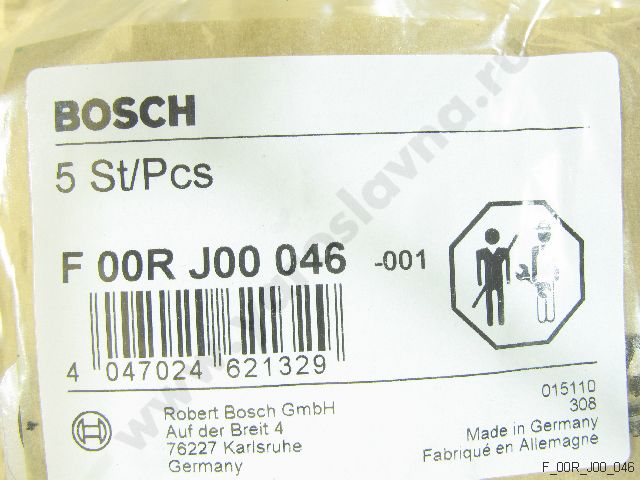 BOSCH
5 St/Pcs
F 00R J00 046 -001
4 047024 621329
Robert Bosch GmbH
Auf der Breit 4
76227 Karlsruhe
Germany
015110
308
Made in Germany
Fabriqué en Allemagne
F_00R_J00_046